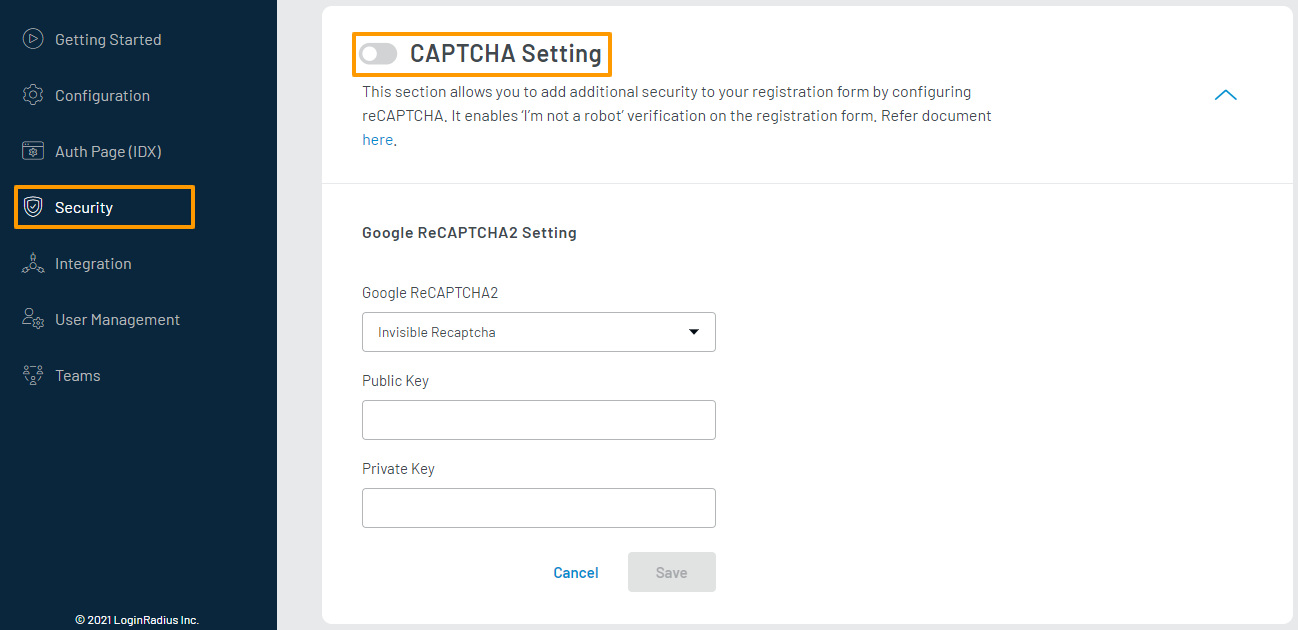 Getting Started
Configuration
Auth Page (IDX)
Security
Integration
User Management
Teams
© 2021 LoginRadius Inc.
CAPTCHA Setting
This section allows you to add additional security to your registration form by configuring
reCAPTCHA. It enables ‘I’m not a robot’ verification on the registration form. Refer document
here.
Google ReCAPTCHA2 Setting
Google ReCAPTCHA2
Invisible Recaptcha
Public Key
Private Key
Cancel
Save